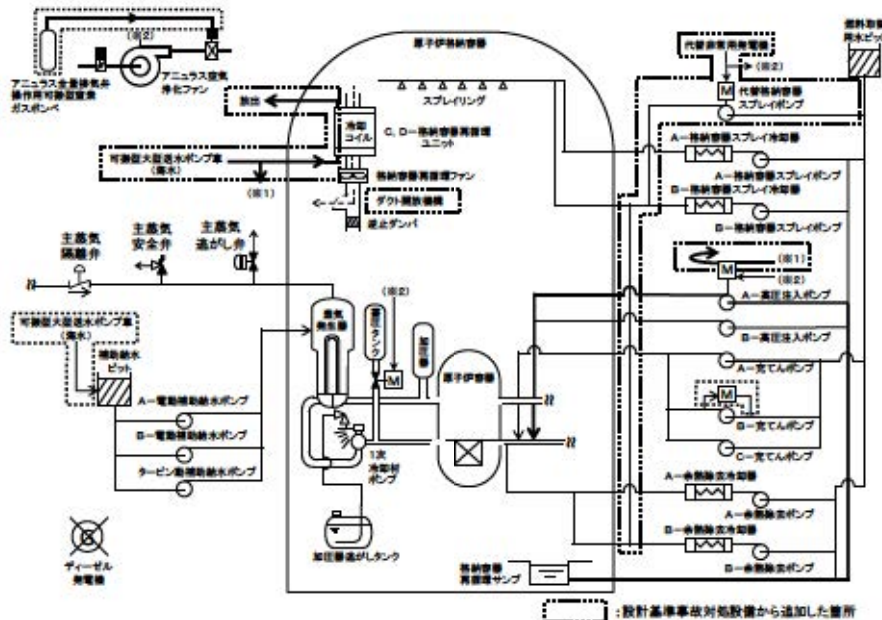 (※2)
アニュラス全量排気弁
操作用可搬型窒素
ガスボンベ
アニュラス空気
浄化ファン
原子炉格納容器
スプレイリング
放出
冷却
コイル
C, D-格納容器再循環
ユニット
可搬型大型送水ポンプ車
(海水)
(※1)
格納容器再循環ファン
ダクト開放機構
逆止ダンパ
代替非常用発電機
(※2)
燃料取替
用水ピット
M
代替格納容器
スプレイポンプ
A-格納容器スプレイ冷却器
A-格納容器スプレイポンプ
B-格納容器スプレイ冷却器
B-格納容器スプレイポンプ
主蒸気
隔離弁
主蒸気
安全弁
主蒸気
逃がし弁
(※1)
M
(※2)
A-高圧注入ポンプ
B-高圧注入ポンプ
A-充てんポンプ
M
B-充てんポンプ
C-充てんポンプ
可搬型大型送水ポンプ車
(海水)
補助給水
ピット
A-電動補助給水ポンプ
B-電動補助給水ポンプ
タービン動補助給水ポンプ
(※2)
蒸気
発生器
蓄圧タンク
M
加圧器
原子炉容器
1次
冷却材
ポンプ
加圧器逃がしタンク
A-余熱除去冷却器
A-余熱除去ポンプ
B-余熱除去冷却器
B-余熱除去ポンプ
格納容器
再循環サンプ
ディーゼル
発電機
:設計基準事故対処設備から追加した箇所